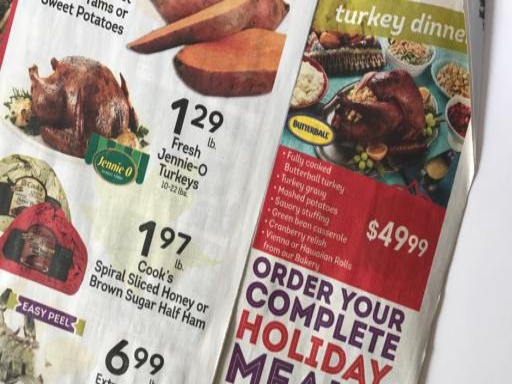 Yams or
Sweet Potatoes
1.29
lb.
Fresh
Jennie-O
Turkeys
10-22 lbs.
Jennie-O
1.97
lb.
Cook's
Spiral Sliced Honey or
Brown Sugar Half Ham
EASY PEEL
6.99
lb.
turkey dinne
BUTTERBALL
• Fully cooked
Butterball turkey
• Turkey gravy
• Mashed potatoes
• Savory stuffing
• Green bean casserole
• Cranberry relish
• Vienna or Hawaiian Rolls
from our Bakery
$49.99
ORDER YOUR
COMPLETE
HOLIDAY